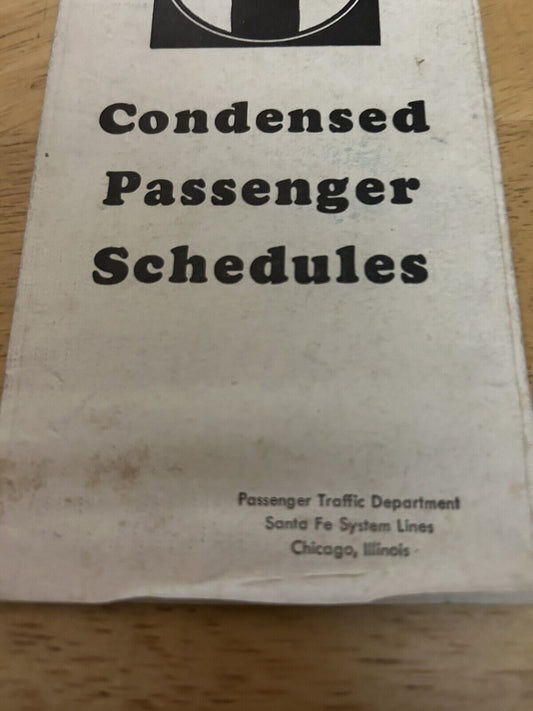 Condensed
Passenger
Schedules
Passenger Traffic Department
Santa Fe System Lines
Chicago, Illinois